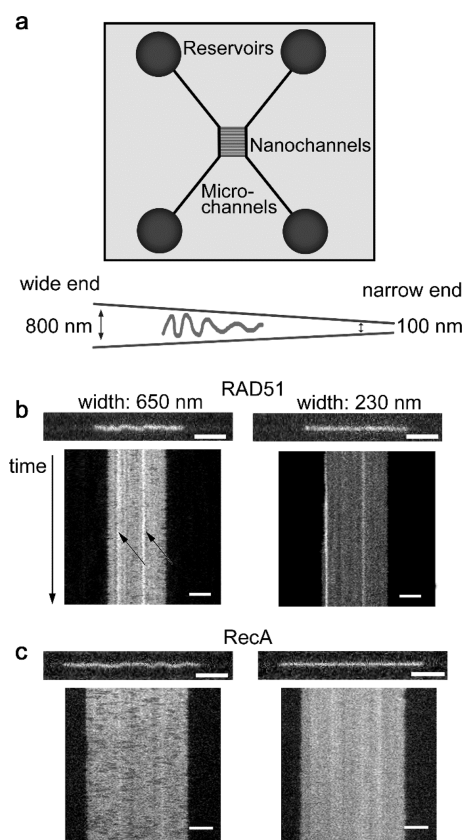 a
Reservoirs
Nanochannels
Micro-
channels
wide end
narrow end
800 nm
100 nm
RAD51
b
width: 650 nm
width: 230 nm
time
RecA
c